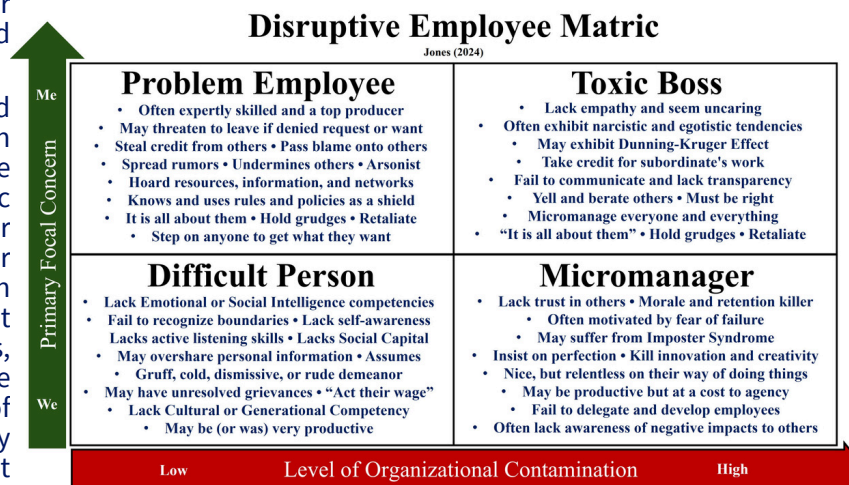 Disruptive Employee Matric
Jones (2024)
Me
Primary Focal Concern
We
Problem Employee
• Often expertly skilled and a top producer
• May threaten to leave if denied request or want
• Steal credit from others • Pass blame onto others
• Spread rumors • Undermines others • Arsonist
• Hoard resources, information, and networks
• Knows and uses rules and policies as a shield
• It is all about them • Hold grudges • Retaliate
• Step on anyone to get what they want
Toxic Boss
• Lack empathy and seem uncaring
• Often exhibit narcistic and egotistic tendencies
• May exhibit Dunning-Kruger Effect
• Take credit for subordinate's work
• Fail to communicate and lack transparency
• Yell and berate others • Must be right
• Micromanage everyone and everything
• “It is all about them” • Hold grudges • Retaliate
Difficult Person
• Lack Emotional or Social Intelligence competencies
• Fail to recognize boundaries • Lack self-awareness
Lacks active listening skills • Lacks Social Capital
• May overshare personal information • Assumes
• Gruff, cold, dismissive, or rude demeanor
• May have unresolved grievances • “Act their wage”
• Lack Cultural or Generational Competency
• May be (or was) very productive
Micromanager
• Lack trust in others • Morale and retention killer
• Often motivated by fear of failure
• May suffer from Imposter Syndrome
• Insist on perfection • Kill innovation and creativity
• Nice, but relentless on their way of doing things
• May be productive but at a cost to agency
• Fail to delegate and develop employees
• Often lack awareness of negative impacts to others
Low
Level of Organizational Contamination
High